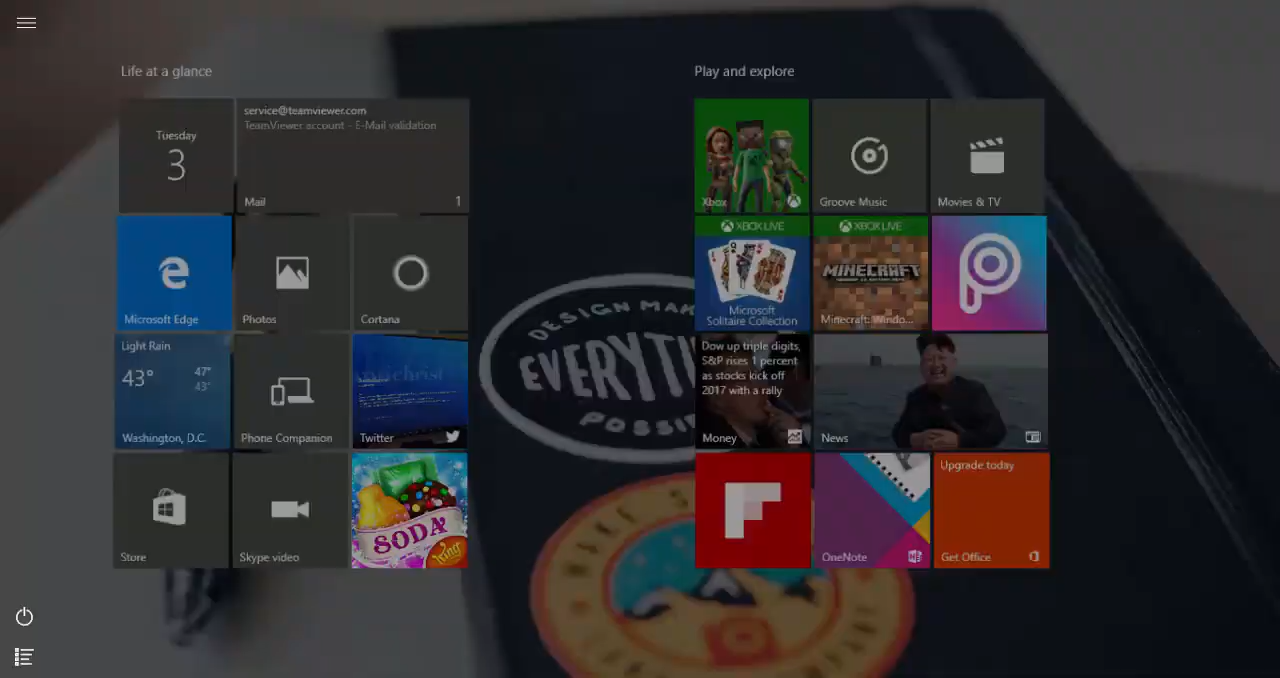 Life at a glance
Play and explore
Tuesday
3
service@teamviewer.com
TeamViewer account - E-Mail validation
Mail
1
Xbox
Groove Music
Movies & TV
Microsoft Edge
Photos
Cortana
XBOX LIVE
Microsoft
Solitaire Collection
XBOX LIVE
MINECRAFT
Minecraft: Windo...
DESIGN MAK
EVERYTI
POSSI
Light Rain
43°
47°
43°
Washington, D.C.
Phone Companion
Twitter
Dow up triple digits,
S&P rises 1 percent
as stocks kick off
2017 with a rally
Money
News
Store
Skype video
SODA
King
OneNote
Upgrade today
Get Office
MAKE S